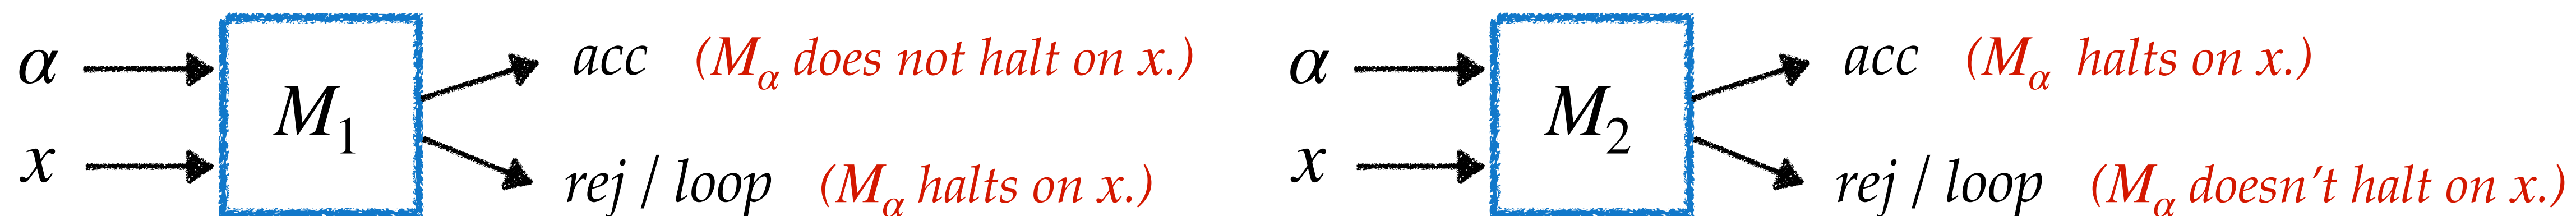 α acc (Mα does not halt on x.)
M1
x rej / loop (Mα halts on x.)
α acc (Mα halts on x.)
M2
x rej / loop (Mα doesn't halt on x.)